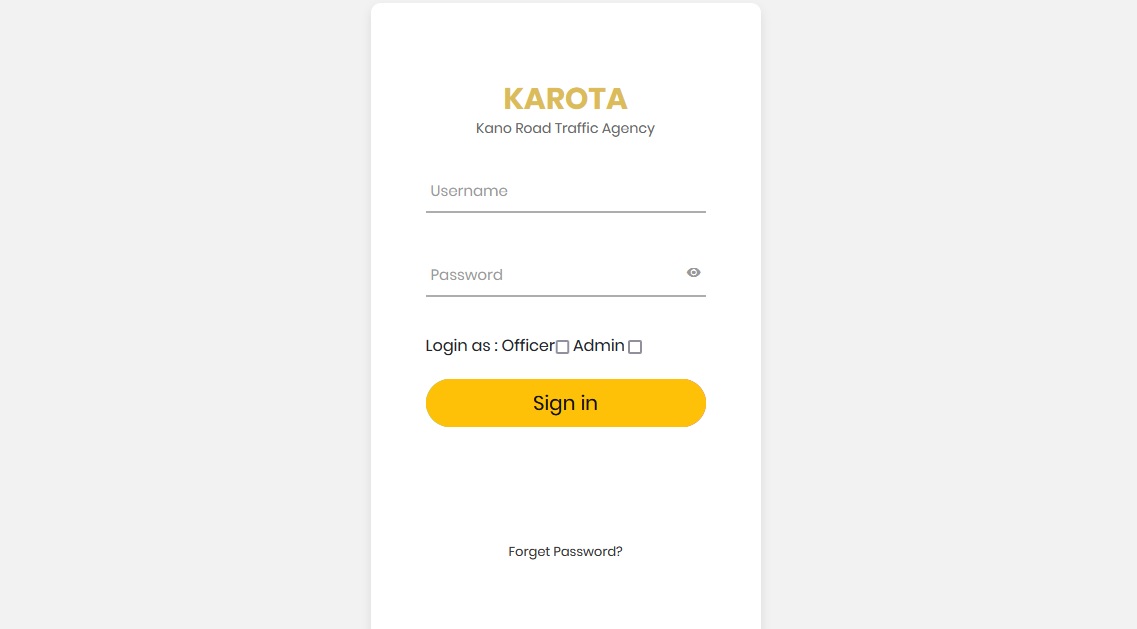 KAROTA
Kano Road Traffic Agency
Username
Password
Login as : Officer Admin
Sign in
Forget Password?